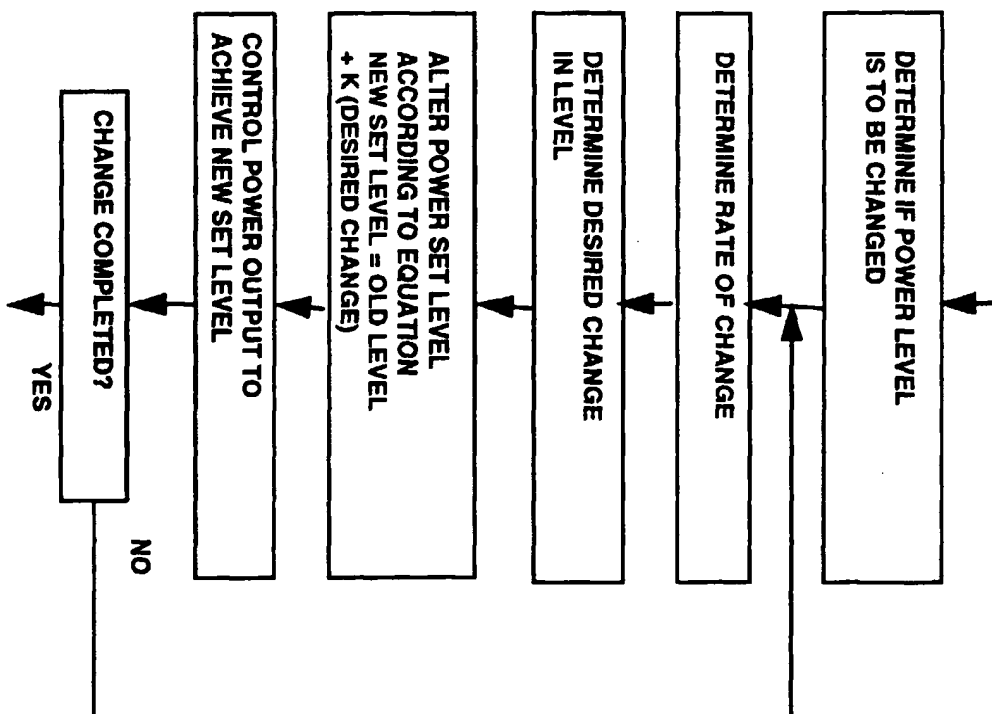 DETERMINE IF POWER LEVEL
IS TO BE CHANGED
DETERMINE RATE OF CHANGE
DETERMINE DESIRED CHANGE
IN LEVEL
ALTER POWER SET LEVEL
ACCORDING TO EQUATION
NEW SET LEVEL = OLD LEVEL
+ K (DESIRED CHANGE)
CONTROL POWER OUTPUT TO
ACHIEVE NEW SET LEVEL
CHANGE COMPLETED?
NO
YES